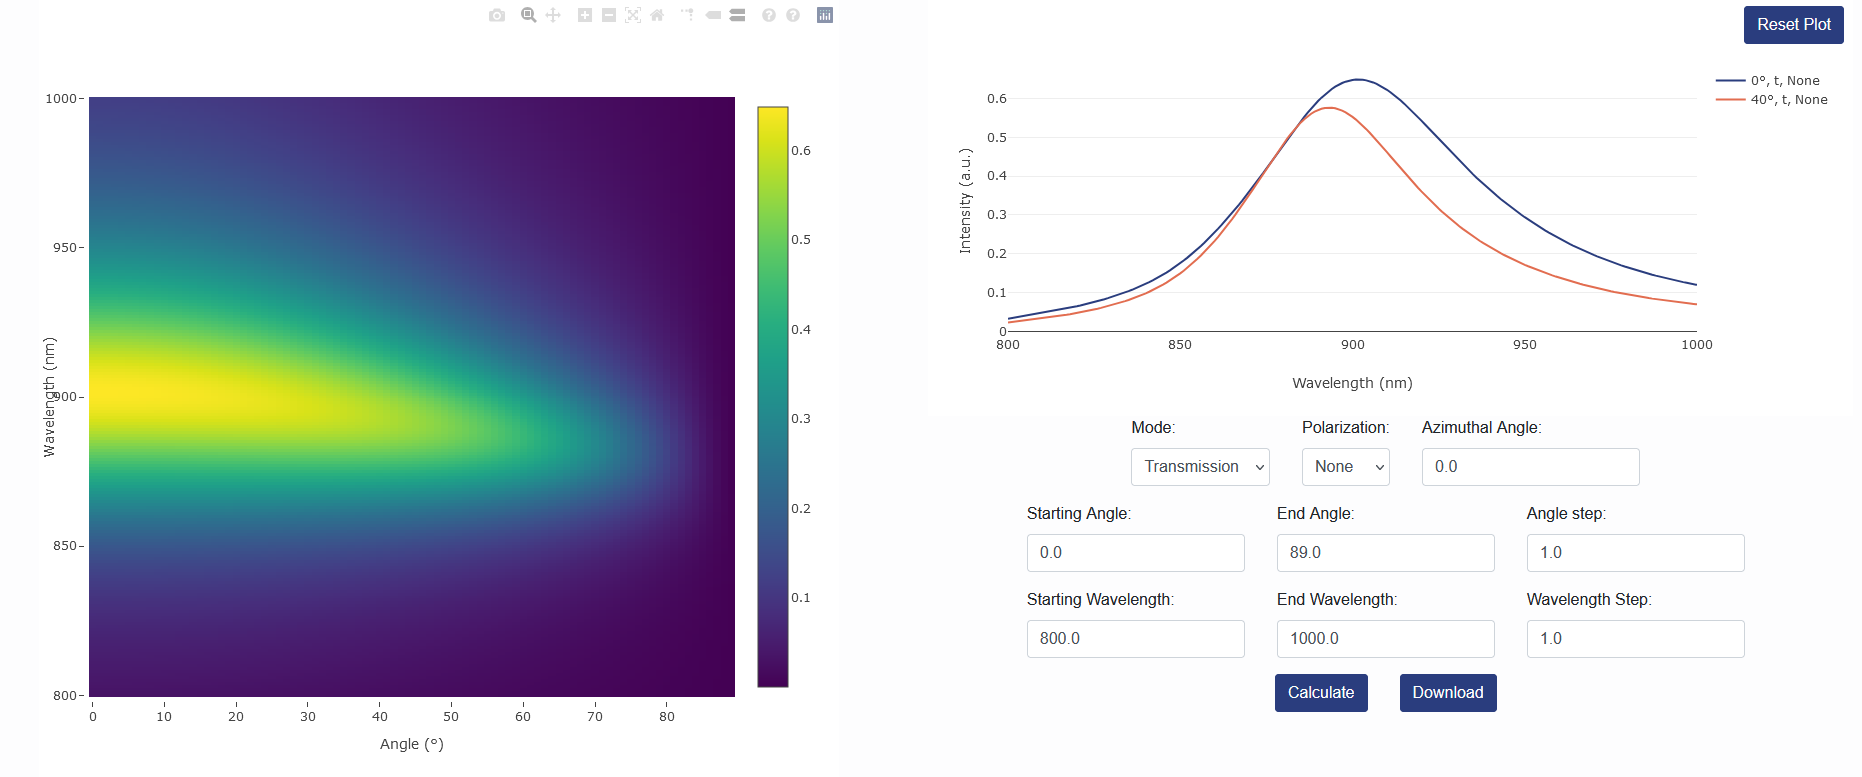 Reset Plot
1000
950
900
850
800
Wavelength (nm)
0
10
20
30
40
50
60
70
80
Angle (°)
0.6
0.5
0.4
0.3
0.2
0.1
0.6
0.5
0.4
0.3
0.2
0.1
0
Intensity (a.u.)
800
850
900
950
1000
Wavelength (nm)
0°, t, None
40°, t, None
Mode: Polarization: Azimuthal Angle:
Transmission None 0.0
Starting Angle: End Angle: Angle step:
0.0 89.0 1.0
Starting Wavelength: End Wavelength: Wavelength Step:
800.0 1000.0 1.0
Calculate Download